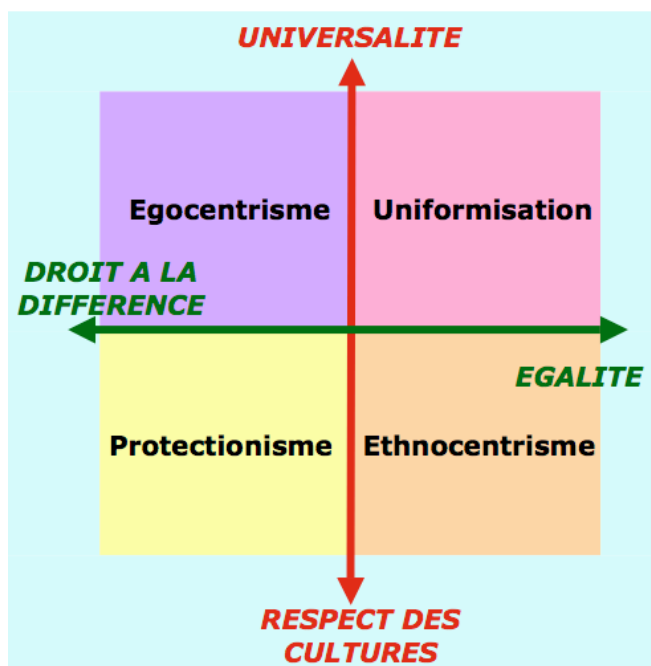 UNIVERSALITE
Egocentrisme
Uniformisation
DROIT A LA
DIFFERENCE
EGALITE
Protectionisme
Ethnocentrisme
RESPECT DES
CULTURES